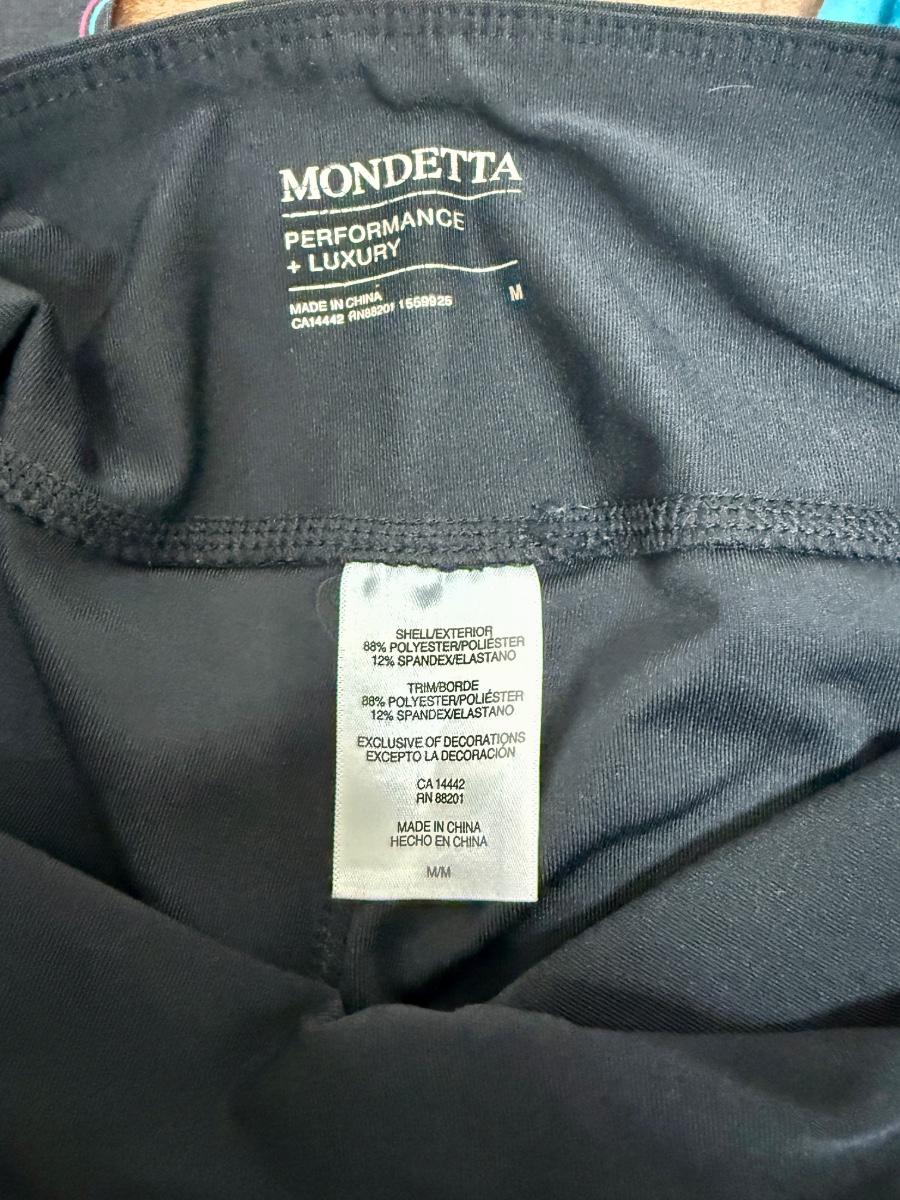 MONDETTA
PERFORMANCE
+ LUXURY
MADE IN CHINA
CA14442 RN88201 1559925
M
SHELL/EXTERIOR
88% POLYESTER/POLIÉSTER
12% SPANDEX/ELASTANO
TRIM/BORDE
88% POLYESTER/POLIÉSTER
12% SPANDEX/ELASTANO
EXCLUSIVE OF DECORATIONS
EXCEPTO LA DECORACIÓN
CA 14442
RN 88201
MADE IN CHINA
HECHO EN CHINA
M/M